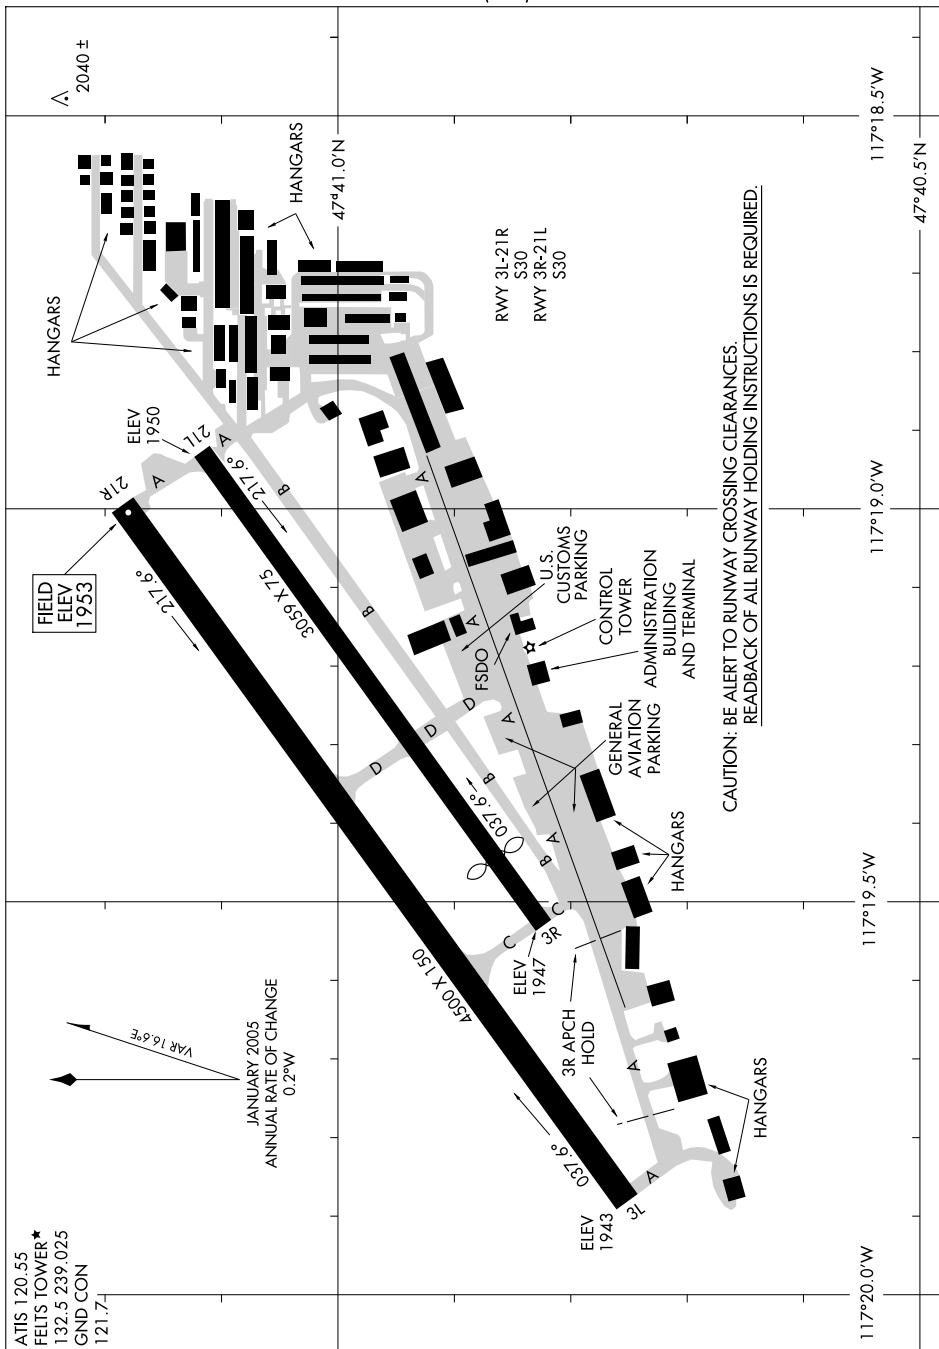 2040 ±
117°18.5'W
HANGARS
47ᵈ41.0'N
47°40.5'N
HANGARS
RWY 3L-21R
S30
RWY 3R-21L
S30
CAUTION: BE ALERT TO RUNWAY CROSSING CLEARANCES.
READBACK OF ALL RUNWAY HOLDING INSTRUCTIONS IS REQUIRED.
ELEV
1950
21L
A
217.6°
21R
A
B
A
117°19.0'W
FIELD
ELEV
1953
217.6°
3059 X 75
B
A
U.S.
CUSTOMS
PARKING
FSDO
CONTROL
TOWER
ADMINISTRATION
BUILDING
AND TERMINAL
D
D
D
A
GENERAL
AVIATION
PARKING
B
037.6°
A
B
HANGARS
117°19.5'W
C
C
3R
ELEV
1947
4500 X 150
3R APCH
HOLD
A
VAR 16.6°E
JANUARY 2005
ANNUAL RATE OF CHANGE
0.2°W
037.6°
A
3L
ELEV
1943
HANGARS
117°20.0'W
ATIS 120.55
FELTS TOWER★
132.5 239.025
GND CON
121.7